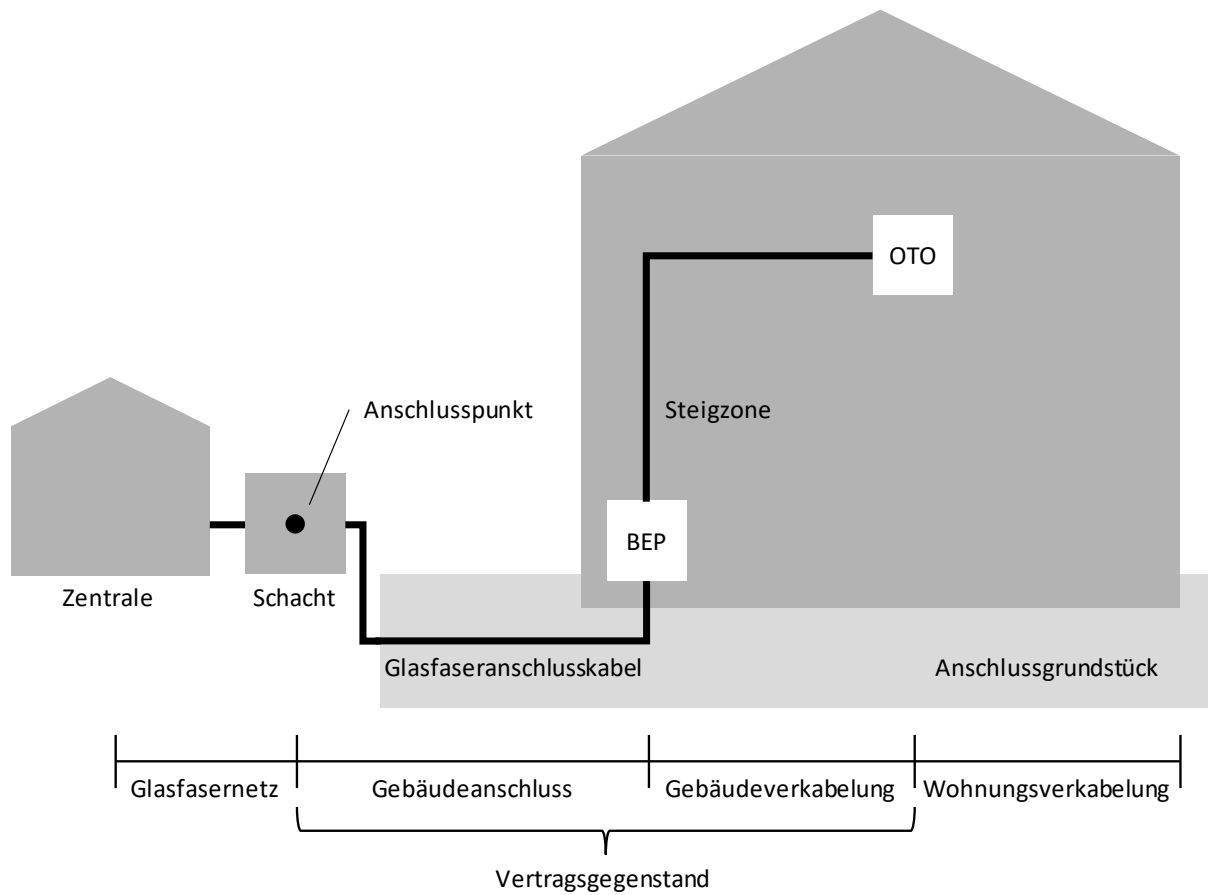 OTO
Anschlusspunkt
Steigzone
BEP
Zentrale
Schacht
Glasfaseranschlusskabel
Anschlussgrundstück
Glasfasernetz
Gebäudeanschluss
Gebäudeverkabelung
Wohnungsverkabelung
Vertragsgegenstand